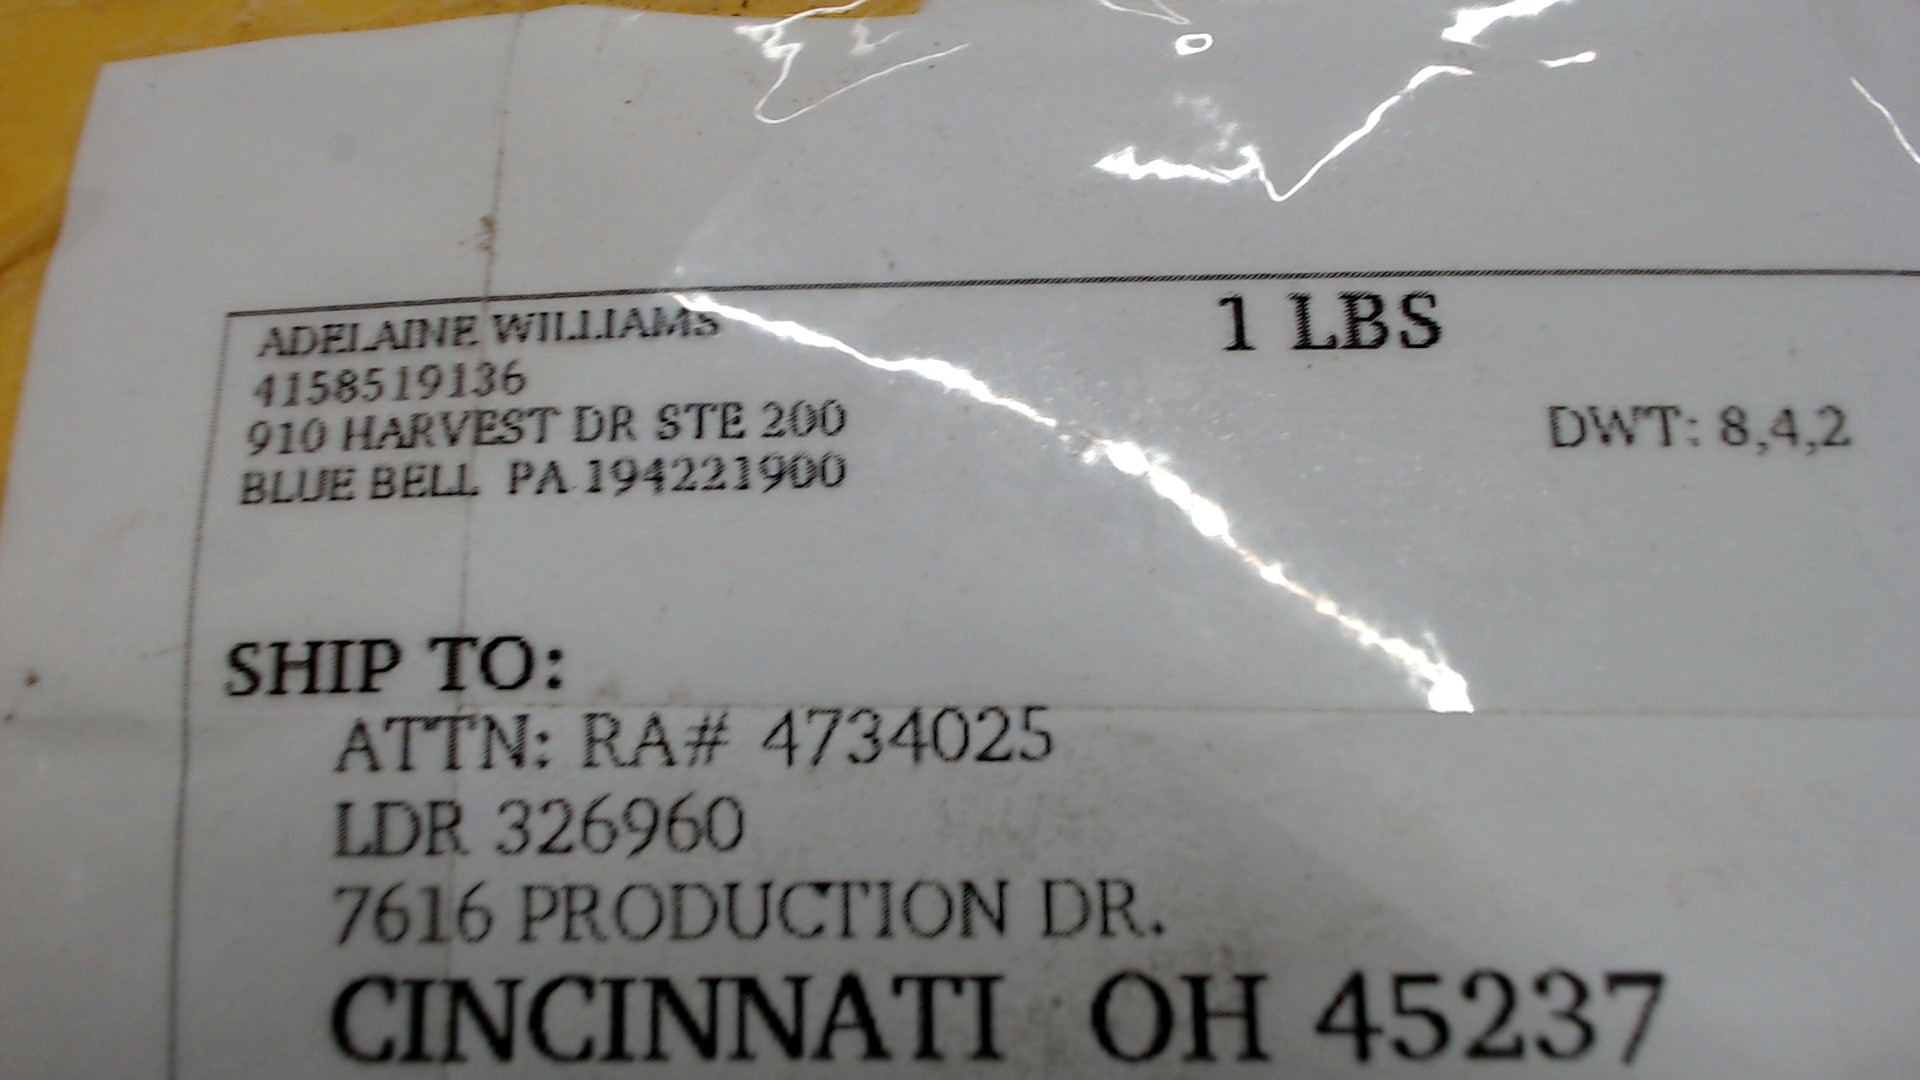 ADELAINE WILLIAMS
1 LBS
4158519136
910 HARVEST DR STE 200
DWT: 8,4,2
BLUE BELL PA 194221900
SHIP TO:
ATTN: RA# 4734025
LDR 326960
7616 PRODUCTION DR.
CINCINNATI OH 45237